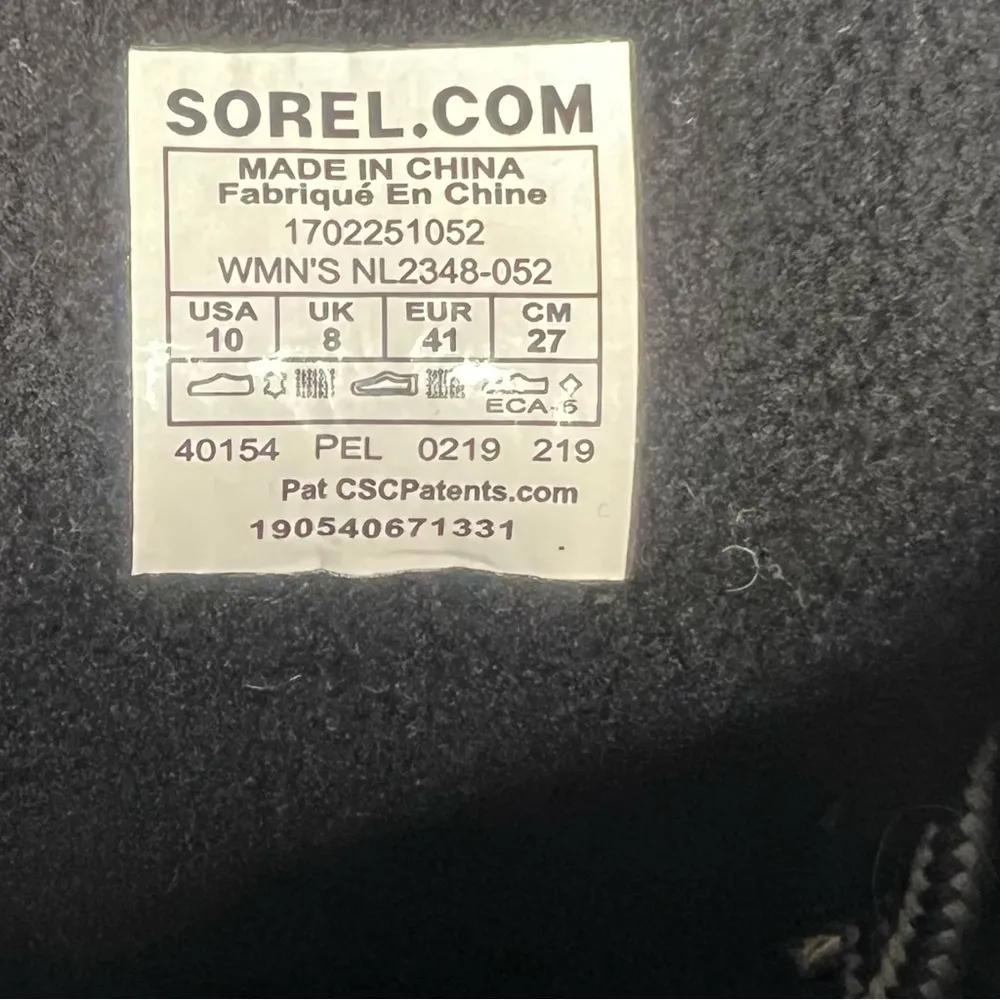 SOREL.COM
MADE IN CHINA
Fabriqué En Chine
1702251052
WMN'S NL2348-052
USA UK EUR CM
10 8 41 27
ECA-6
40154 PEL 0219 219
Pat CSCPatents.com
190540671331